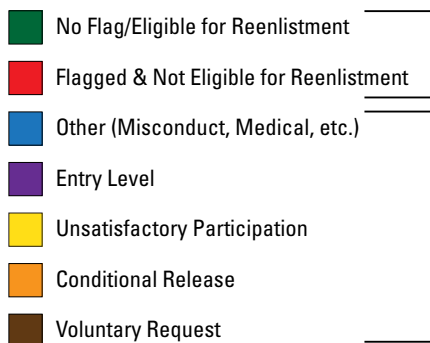 No Flag/Eligible for Reenlistment
Flagged & Not Eligible for Reenlistment
Other (Misconduct, Medical, etc.)
Entry Level
Unsatisfactory Participation
Conditional Release
Voluntary Request